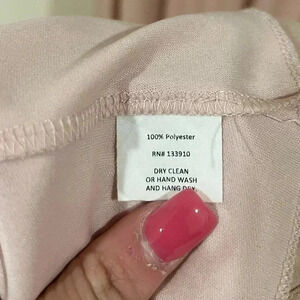 100% Polyester
RN# 133910
DRY CLEAN
OR HAND WASH
AND HANG DRY